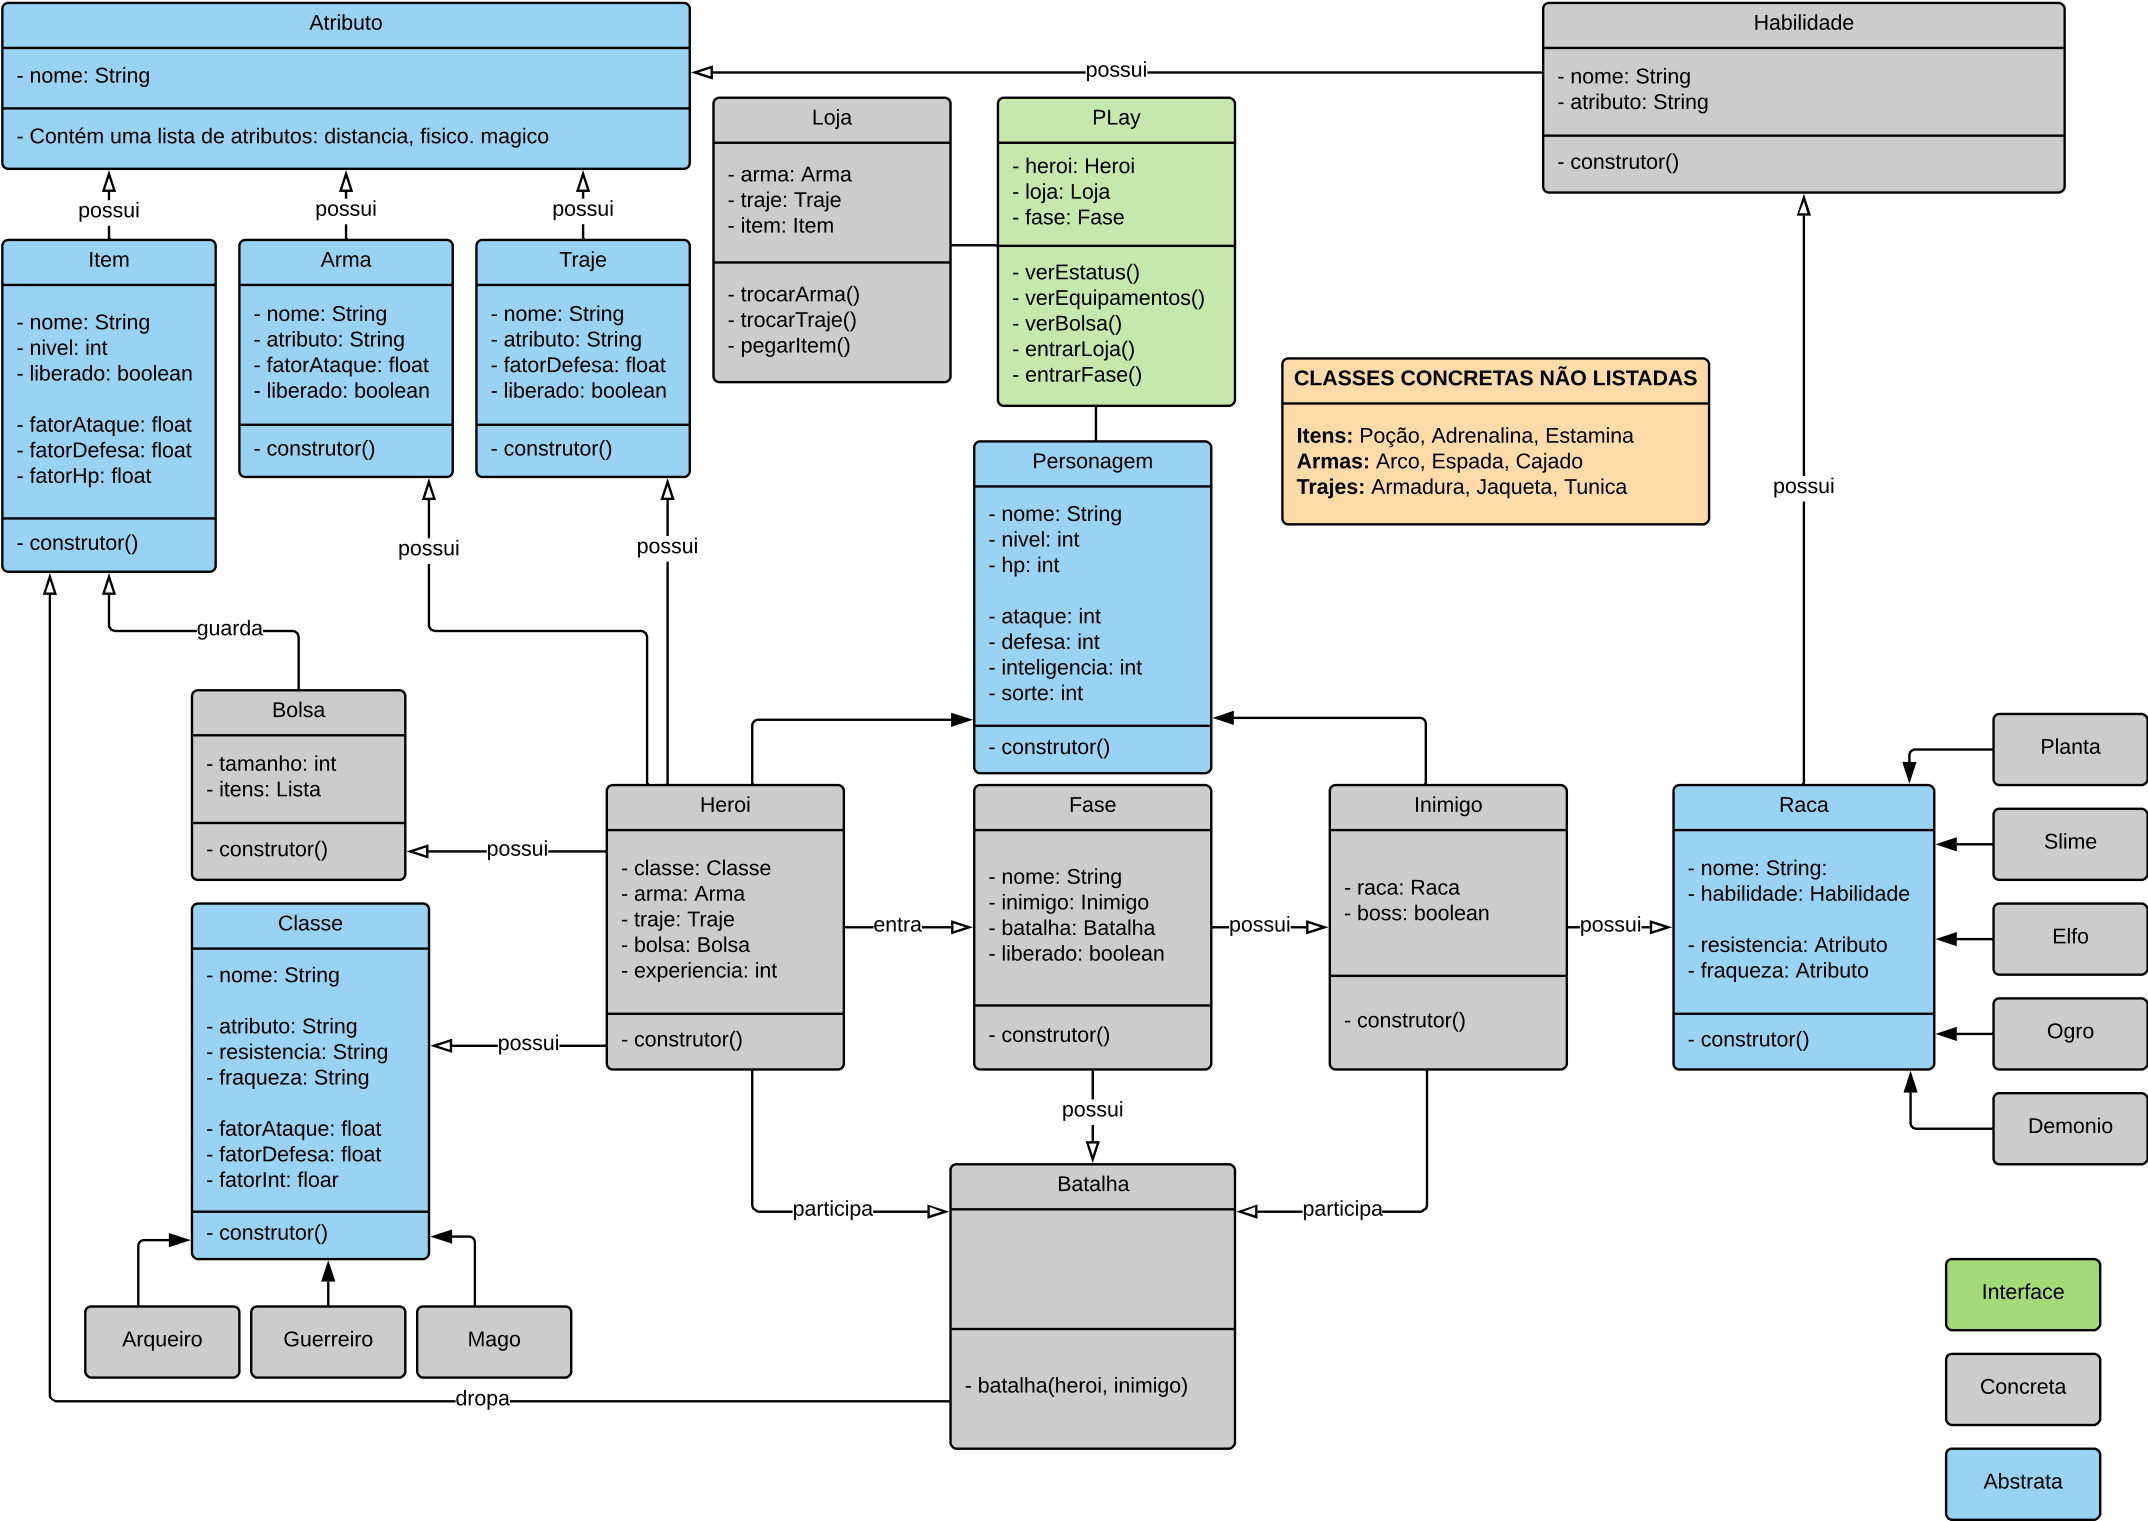 Atributo
- nome: String
- Contém uma lista de atributos: distancia, fisico. magico
possui
Habilidade
- nome: String
- atributo: String
- construtor()
Loja
- arma: Arma
- traje: Traje
- item: Item
- trocarArma()
- trocarTraje()
- pegarItem()
PLay
- heroi: Heroi
- loja: Loja
- fase: Fase
- verEstatus()
- verEquipamentos()
- verBolsa()
- entrarLoja()
- entrarFase()
possui
possui
possui
Item
- nome: String
- nivel: int
- liberado: boolean
- fatorAtaque: float
- fatorDefesa: float
- fatorHp: float
- construtor()
Arma
- nome: String
- atributo: String
- fatorAtaque: float
- liberado: boolean
- construtor()
Traje
- nome: String
- atributo: String
- fatorDefesa: float
- liberado: boolean
- construtor()
CLASSES CONCRETAS NÃO LISTADAS
Itens: Poção, Adrenalina, Estamina
Armas: Arco, Espada, Cajado
Trajes: Armadura, Jaqueta, Tunica
Personagem
- nome: String
- nivel: int
- hp: int
- ataque: int
- defesa: int
- inteligencia: int
- sorte: int
- construtor()
possui
possui
possui
guarda
Bolsa
- tamanho: int
- itens: Lista
- construtor()
possui
Heroi
- classe: Classe
- arma: Arma
- traje: Traje
- bolsa: Bolsa
- experiencia: int
- construtor()
entra
Fase
- nome: String
- inimigo: Inimigo
- batalha: Batalha
- liberado: boolean
- construtor()
possui
Inimigo
- raca: Raca
- boss: boolean
- construtor()
possui
Raca
- nome: String:
- habilidade: Habilidade
- resistencia: Atributo
- fraqueza: Atributo
- construtor()
Planta
Slime
Elfo
Ogro
Demonio
Classe
- nome: String
- atributo: String
- resistencia: String
- fraqueza: String
- fatorAtaque: float
- fatorDefesa: float
- fatorInt: floar
- construtor()
possui
possui
participa
participa
Batalha
- batalha(heroi, inimigo)
Arqueiro
Guerreiro
Mago
dropa
Interface
Concreta
Abstrata